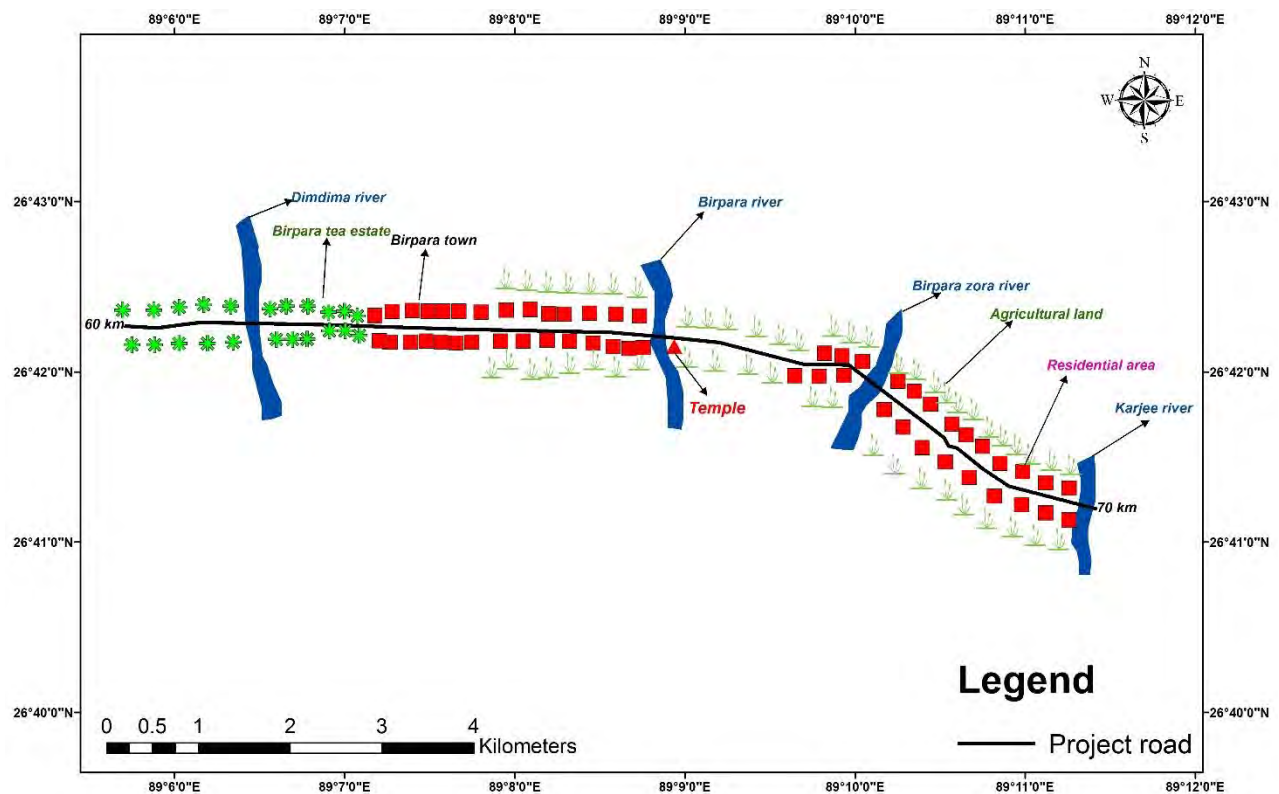 89°6'0"E 89°7'0"E 89°8'0"E 89°9'0"E 89°10'0"E 89°11'0"E 89°12'0"E
N
W E
S
26°43'0"N 26°43'0"N
Dimdima river
Birpara river
Birpara tea estate
Birpara town
Birpara zora river
Agricultural land
60 km
26°42'0"N 26°42'0"N
Residential area
Temple
Karjee river
70 km
26°41'0"N 26°41'0"N
Legend
26°40'0"N 26°40'0"N
0 0.5 1 2 3 4
Kilometers
Project road
89°6'0"E 89°7'0"E 89°8'0"E 89°9'0"E 89°10'0"E 89°11'0"E 89°12'0"E